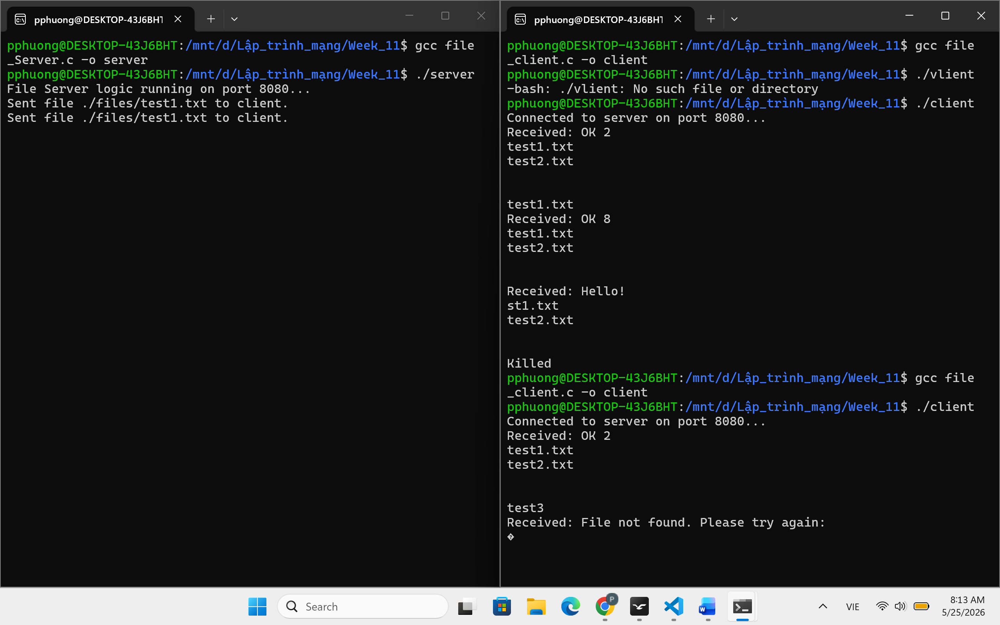 pphuong@DESKTOP-43J6BHT
pphuong@DESKTOP-43J6BHT:/mnt/d/Lập_trình_mạng/Week_11$ gcc file
_Server.c -o server
pphuong@DESKTOP-43J6BHT:/mnt/d/Lập_trình_mạng/Week_11$ ./server
File Server logic running on port 8080...
Sent file ./files/test1.txt to client.
Sent file ./files/test1.txt to client.
pphuong@DESKTOP-43J6BHT
pphuong@DESKTOP-43J6BHT:/mnt/d/Lập_trình_mạng/Week_11$ gcc file
_client.c -o client
pphuong@DESKTOP-43J6BHT:/mnt/d/Lập_trình_mạng/Week_11$ ./vlient
-bash: ./vlient: No such file or directory
pphuong@DESKTOP-43J6BHT:/mnt/d/Lập_trình_mạng/Week_11$ ./client
Connected to server on port 8080...
Received: OK 2
test1.txt
test2.txt
test1.txt
Received: OK 8
test1.txt
test2.txt
Received: Hello!
st1.txt
test2.txt
Killed
pphuong@DESKTOP-43J6BHT:/mnt/d/Lập_trình_mạng/Week_11$ gcc file
_client.c -o client
pphuong@DESKTOP-43J6BHT:/mnt/d/Lập_trình_mạng/Week_11$ ./client
Connected to server on port 8080...
Received: OK 2
test1.txt
test2.txt
test3
Received: File not found. Please try again:
�
Search
P
W
VIE
8:13 AM
5/25/2026